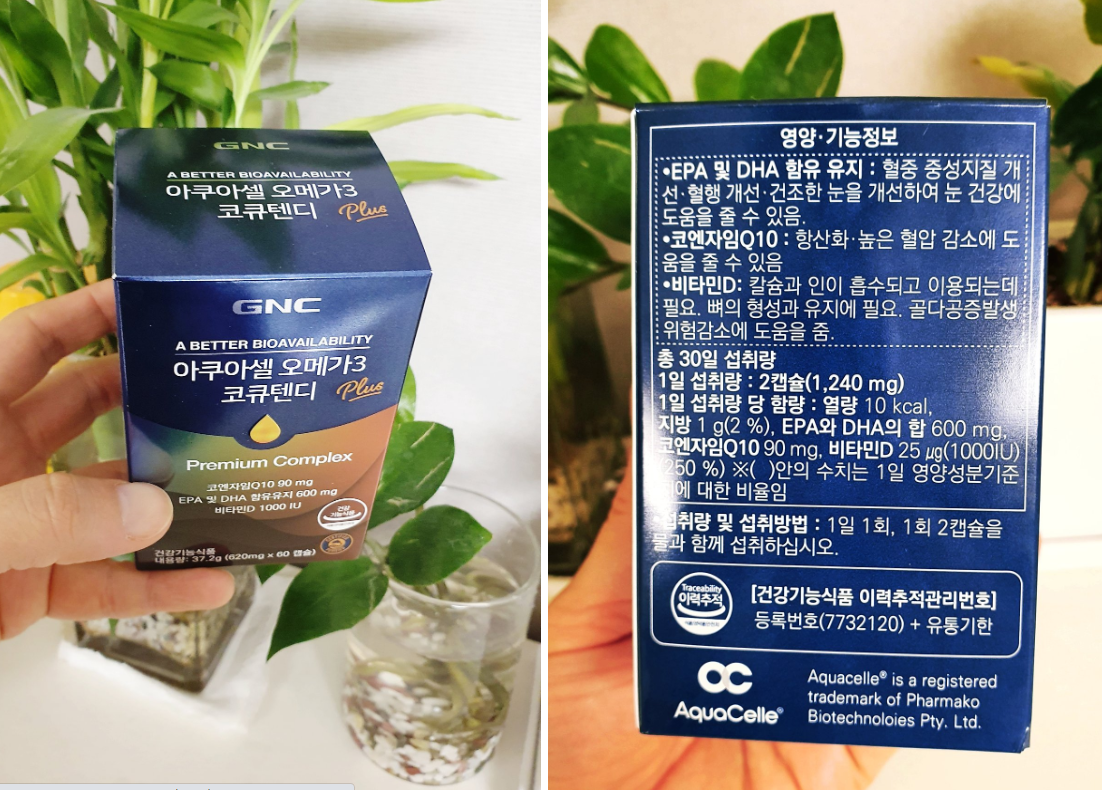 GNC
A BETTER BIOAVAILABILITY
아쿠아셀 오메가3
코큐텐디 Plus
GNC
A BETTER BIOAVAILABILITY
아쿠아셀 오메가3
코큐텐디 Plus
Premium Complex
코엔자임Q10 90 mg
EPA 및 DHA 함유유지 600 mg
비타민D 1000 IU
건강
기능식품
건강기능식품
내용량: 37.2g (620mg x 60 캡슐)
영양·기능정보
•EPA 및 DHA 함유 유지 : 혈중 중성지질 개
선·혈행 개선·건조한 눈을 개선하여 눈 건강에
도움을 줄 수 있음.
•코엔자임Q10 : 항산화·높은 혈압 감소에 도
움을 줄 수 있음
•비타민D: 칼슘과 인이 흡수되고 이용되는데
필요. 뼈의 형성과 유지에 필요. 골다공증발생
위험감소에 도움을 줌.
총 30일 섭취량
1일 섭취량 : 2캡슐(1,240 mg)
1일 섭취량 당 함량 : 열량 10 kcal,
지방 1 g(2 %), EPA와 DHA의 합 600 mg,
코엔자임Q10 90 mg, 비타민D 25 ㎍(1000IU)
(250 %) ※( )안의 수치는 1일 영양성분기준
에 대한 비율임
섭취량 및 섭취방법 : 1일 1회, 1회 2캡슐을
물과 함께 섭취하십시오.
Traceability
이력추적
[건강기능식품 이력추적관리번호]
등록번호(7732120) + 유통기한
AquaCelle®
Aquacelle® is a registered
trademark of Pharmako
Biotechnoloies Pty. Ltd.